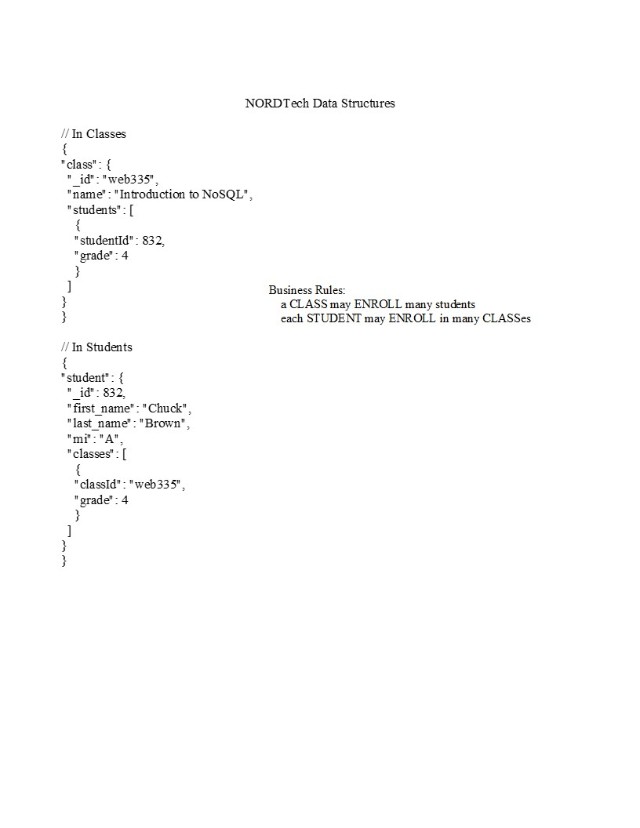 NORDTech Data Structures
// In Classes
{
"class": {
"_id": "web335",
"name": "Introduction to NoSQL",
"students": [
{
"studentId": 832,
"grade": 4
}
]
}
}
Business Rules:
a CLASS may ENROLL many students
each STUDENT may ENROLL in many CLASSes
// In Students
{
"student": {
"_id": 832,
"first_name": "Chuck",
"last_name": "Brown",
"mi": "A",
"classes": [
{
"classId": "web335",
"grade": 4
}
]
}
}